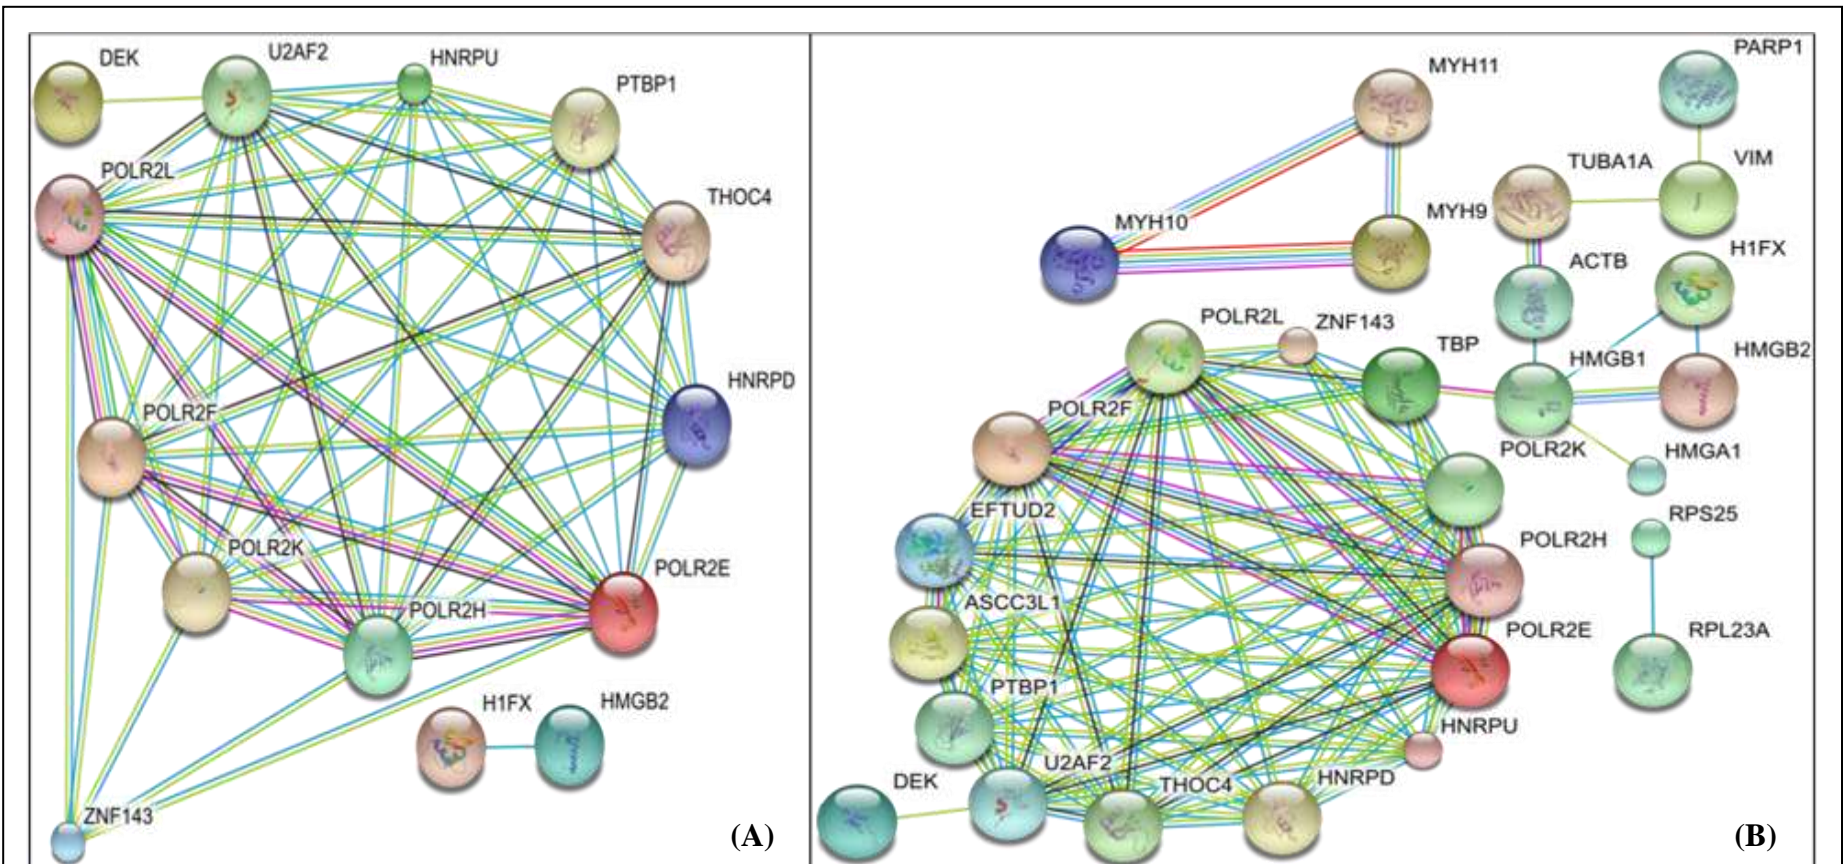 DEK
U2AF2
HNRPU
PTBP1
POLR2L
THOC4
HNRPD
POLR2F
POLR2K
POLR2E
POLR2H
H1FX
HMGB2
ZNF143
(A)
PARP1
MYH11
TUBA1A
VIM
MYH10
MYH9
ACTB
H1FX
POLR2L
ZNF143
TBP
HMGB1
HMGB2
POLR2F
POLR2K
HMGA1
EFTUD2
RPS25
POLR2H
ASCC3L1
POLR2E
RPL23A
PTBP1
HNRPU
U2AF2
DEK
THOC4
HNRPD
(B)